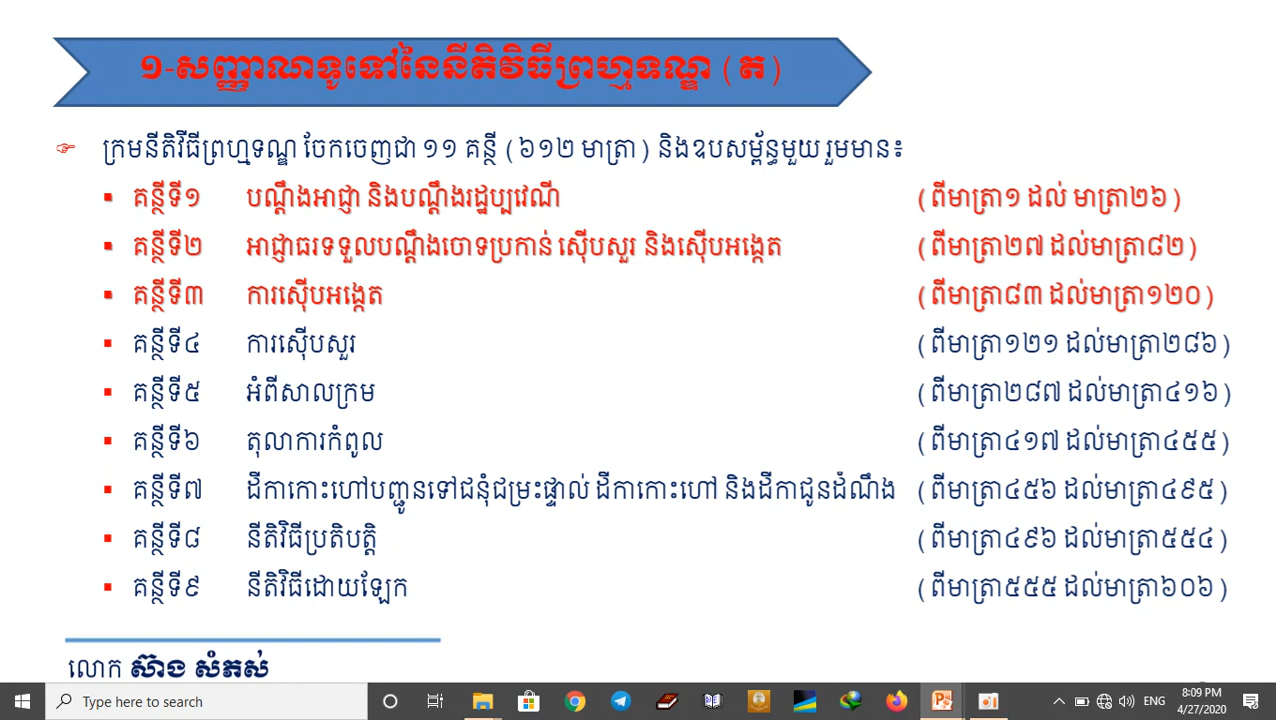 ១-សញ្ញាណទូទៅនៃនីតិវិធីព្រហ្មទណ្ឌ (ត)
☞ ក្រមនីតិវិធីព្រហ្មទណ្ឌ ចែកចេញជា ១១ គន្ថី (៦១២ មាត្រា) និងឧបសម្ព័ន្ធមួយ រួមមាន៖
▪ គន្ថីទី១ បណ្តឹងអាជ្ញា និងបណ្តឹងរដ្ឋប្បវេណី (ពីមាត្រា១ ដល់ មាត្រា២៦)
▪ គន្ថីទី២ អាជ្ញាធរទទួលបណ្តឹងចោទប្រកាន់ ស៊ើបសួរ និងស៊ើបអង្កេត (ពីមាត្រា២៧ ដល់មាត្រា៨២)
▪ គន្ថីទី៣ ការស៊ើបអង្កេត (ពីមាត្រា៨៣ ដល់មាត្រា១២០)
▪ គន្ថីទី៤ ការស៊ើបសួរ (ពីមាត្រា១២១ ដល់មាត្រា២៨៦)
▪ គន្ថីទី៥ អំពីសាលក្រម (ពីមាត្រា២៨៧ ដល់មាត្រា៤១៦)
▪ គន្ថីទី៦ តុលាការកំពូល (ពីមាត្រា៤១៧ ដល់មាត្រា៤៥៥)
▪ គន្ថីទី៧ ដីកាកោះហៅបញ្ជូនទៅជនុំជម្រះផ្ទាល់ ដីកាកោះហៅ និងដីកាជូនដំណឹង (ពីមាត្រា៤៥៦ ដល់មាត្រា៤៩៥)
▪ គន្ថីទី៨ នីតិវិធីប្រតិបត្តិ (ពីមាត្រា៤៩៦ ដល់មាត្រា៥៥៤)
▪ គន្ថីទី៩ នីតិវិធីដោយឡែក (ពីមាត្រា៥៥៥ ដល់មាត្រា៦០៦)
លោក ស៊ាង សំភស់
Type here to search
ENG
8:09 PM
4/27/2020